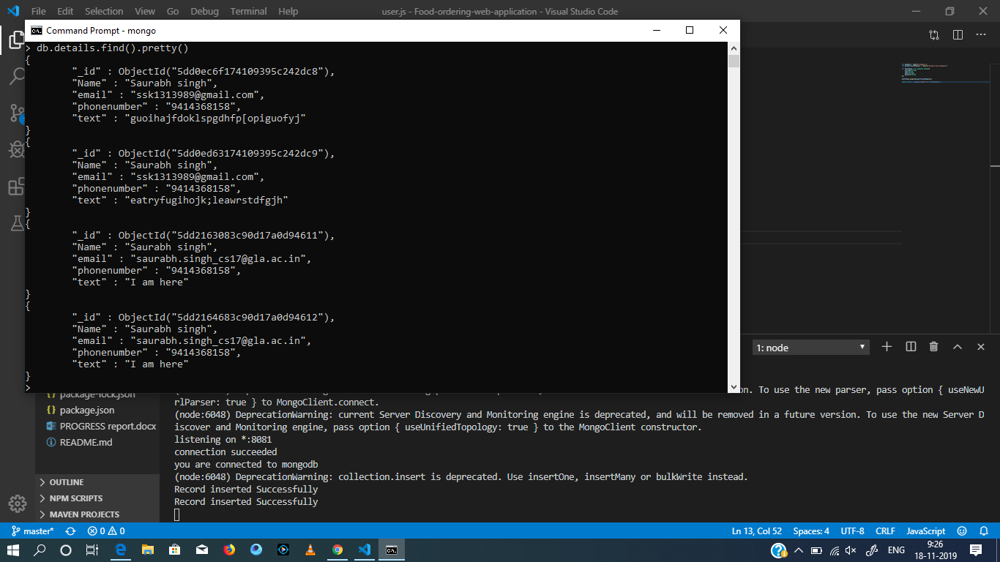 File Edit Selection View Go Debug Terminal Help user.js - Food-ordering-web-application - Visual Studio Code
Command Prompt - mongo
> db.details.find().pretty()
{
"_id" : ObjectId("5dd0ec6f174109395c242dc8"),
"Name" : "Saurabh singh",
"email" : "ssk1313989@gmail.com",
"phonenumber" : "9414368158",
"text" : "guoihajfdoklspgdhfp[opiguofyj"
}
{
"_id" : ObjectId("5dd0ed63174109395c242dc9"),
"Name" : "Saurabh singh",
"email" : "ssk1313989@gmail.com",
"phonenumber" : "9414368158",
"text" : "eatryfugihojk;leawrstdfgjh"
}
{
"_id" : ObjectId("5dd2163083c90d17a0d94611"),
"Name" : "Saurabh singh",
"email" : "saurabh.singh_cs17@gla.ac.in",
"phonenumber" : "9414368158",
"text" : "I am here"
}
{
"_id" : ObjectId("5dd2164683c90d17a0d94612"),
"Name" : "Saurabh singh",
"email" : "saurabh.singh_cs17@gla.ac.in",
"phonenumber" : "9414368158",
"text" : "I am here"
}
>
1: node
{} package-lock.json
{} package.json
PROGRESS report.docx
README.md
OUTLINE
NPM SCRIPTS
MAVEN PROJECTS
on. To use the new parser, pass option { useNewU
rlParser: true } to MongoClient.connect.
(node:6048) DeprecationWarning: current Server Discovery and Monitoring engine is deprecated, and will be removed in a future version. To use the new Server D
iscover and Monitoring engine, pass option { useUnifiedTopology: true } to the MongoClient constructor.
listening on *:8081
connection succeeded
you are connected to mongodb
(node:6048) DeprecationWarning: collection.insert is deprecated. Use insertOne, insertMany or bulkWrite instead.
Record inserted Successfully
Record inserted Successfully
master* 0 0 Ln 13, Col 52 Spaces: 4 UTF-8 CRLF JavaScript
ENG 9:26
18-11-2019